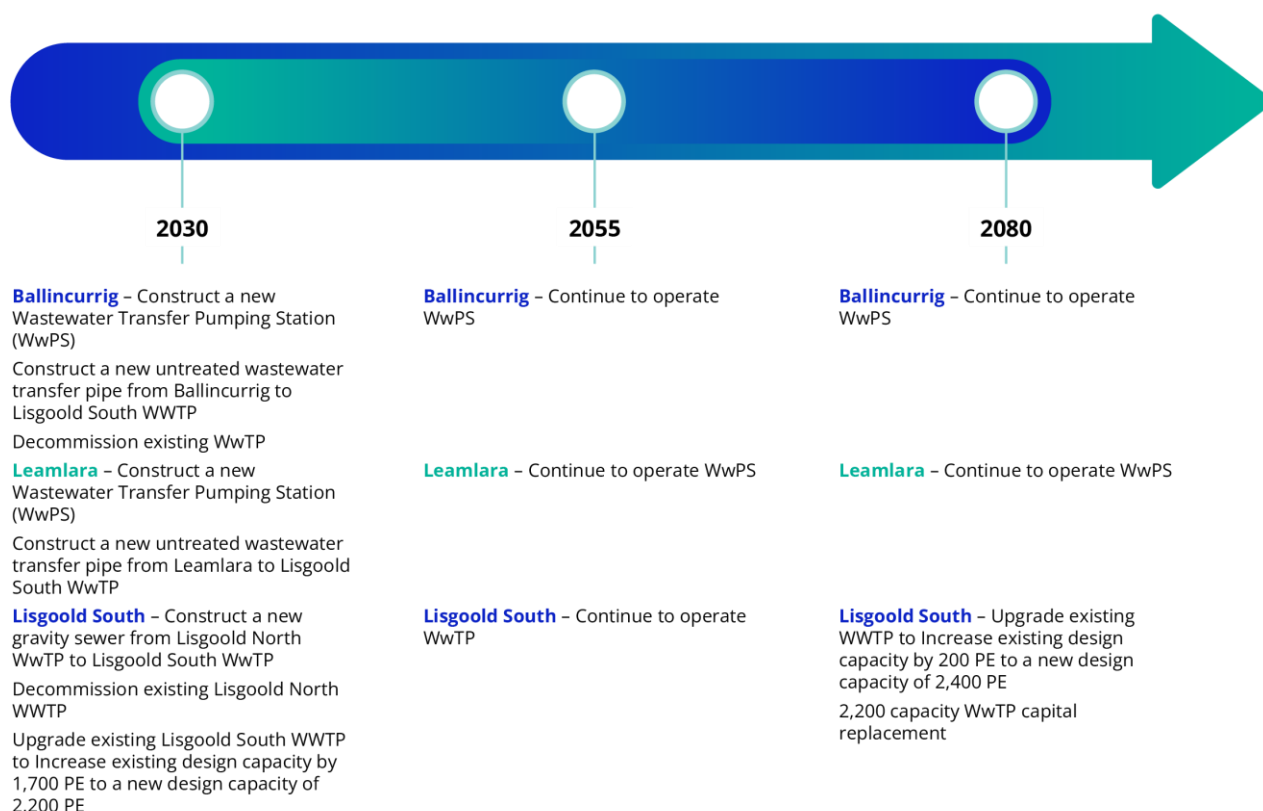 2030
Ballincurrig – Construct a new
Wastewater Transfer Pumping Station
(WwPS)
Construct a new untreated wastewater
transfer pipe from Ballincurrig to
Lisgoold South WWTP
Decommission existing WwTP
Leamlara – Construct a new
Wastewater Transfer Pumping Station
(WwPS)
Construct a new untreated wastewater
transfer pipe from Leamlara to Lisgoold
South WwTP
Lisgoold South – Construct a new
gravity sewer from Lisgoold North
WwTP to Lisgoold South WwTP
Decommission existing Lisgoold North
WWTP
Upgrade existing Lisgoold South WWTP
to Increase existing design capacity by
1,700 PE to a new design capacity of
2,200 PE
2055
Ballincurrig – Continue to operate
WwPS
Leamlara – Continue to operate WwPS
Lisgoold South – Continue to operate
WwTP
2080
Ballincurrig – Continue to operate
WwPS
Leamlara – Continue to operate WwPS
Lisgoold South – Upgrade existing
WWTP to Increase existing design
capacity by 200 PE to a new design
capacity of 2,400 PE
2,200 capacity WwTP capital
replacement